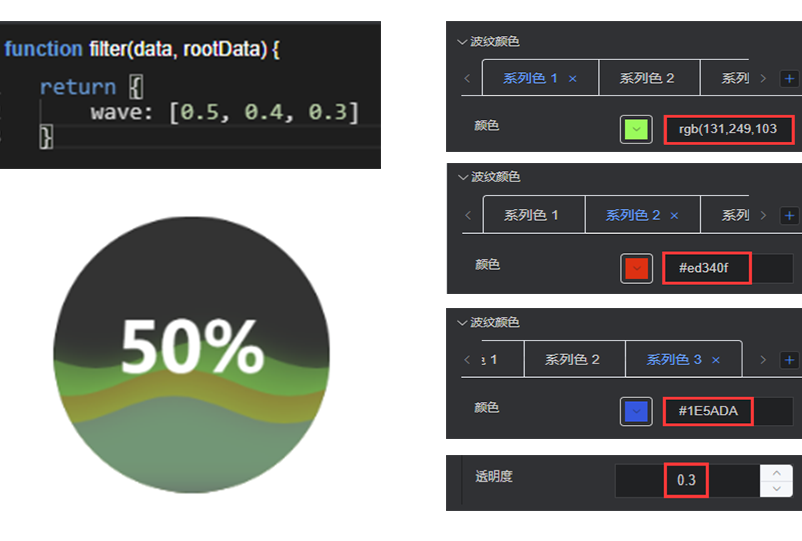 function filter(data, rootData) {
return {
wave: [0.5, 0.4, 0.3]
}
50%
波纹颜色
系列色 1 ×
系列色 2
系列
颜色
rgb(131,249,103
波纹颜色
系列色 1
系列色 2 ×
系列
颜色
#ed340f
波纹颜色
1
系列色 2
系列色 3 ×
颜色
#1E5ADA
透明度
0.3